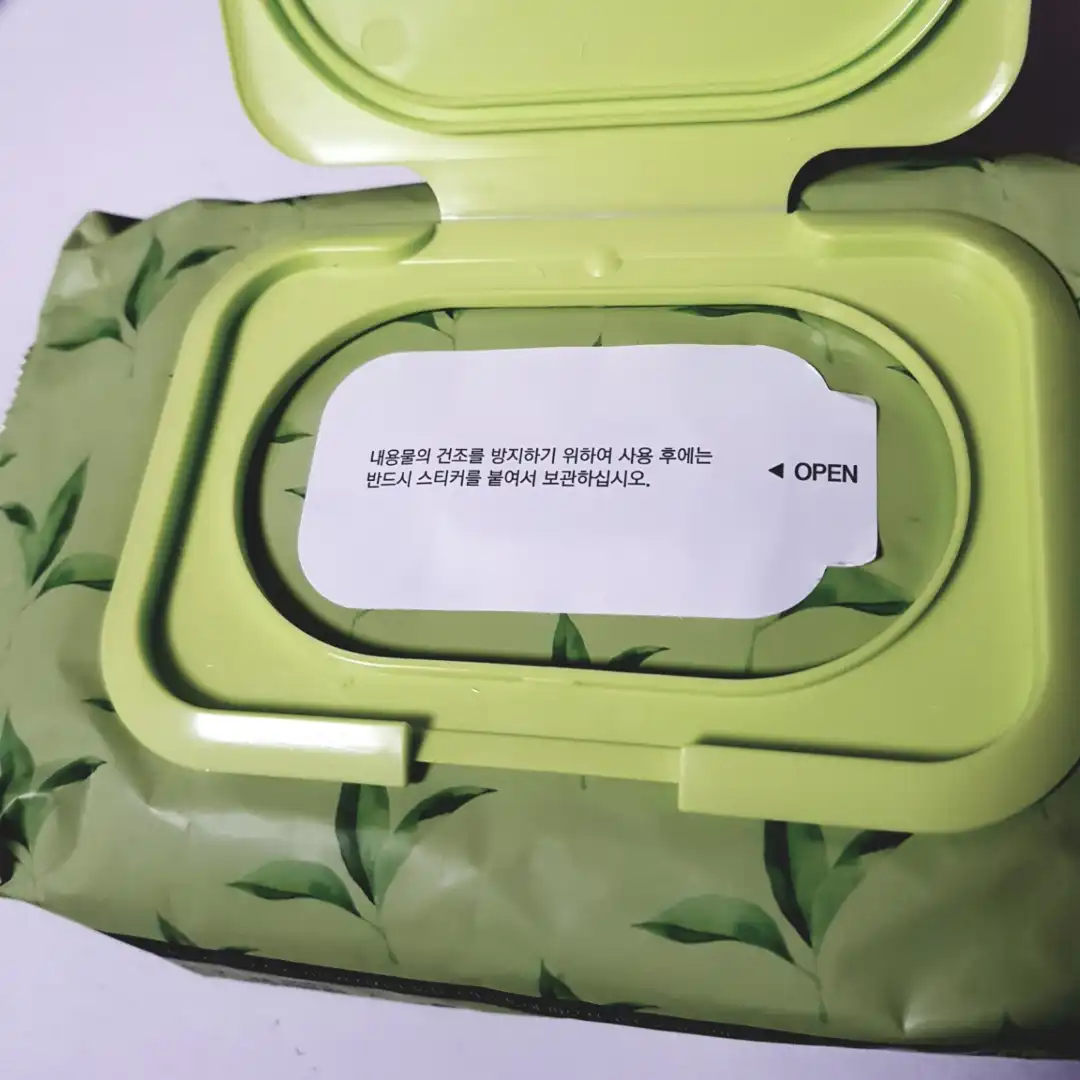 내용물의 건조를 방지하기 위하여 사용 후에는
반드시 스티커를 붙여서 보관하십시오.
◀ OPEN